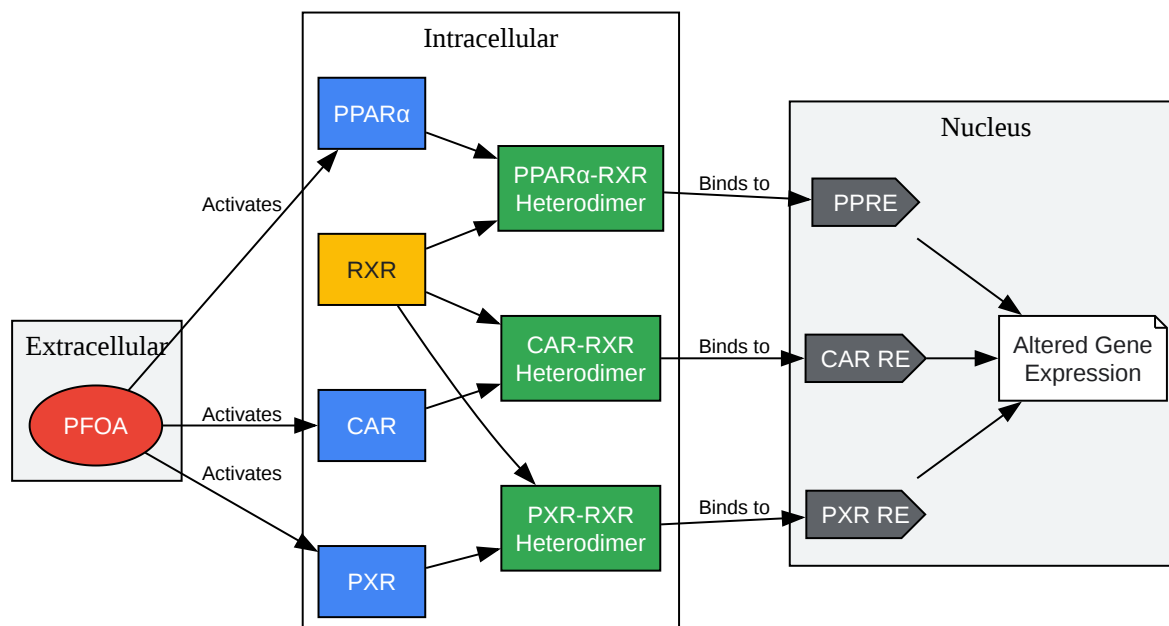 Intracellular
PPARα
Nucleus
PPARα-RXR
Heterodimer
Binds to
PPRE
Activates
RXR
Extracellular
CAR-RXR
Heterodimer
Binds to
CAR RE
Altered Gene
Expression
PFOA
Activates
CAR
Activates
PXR-RXR
Heterodimer
Binds to
PXR RE
PXR